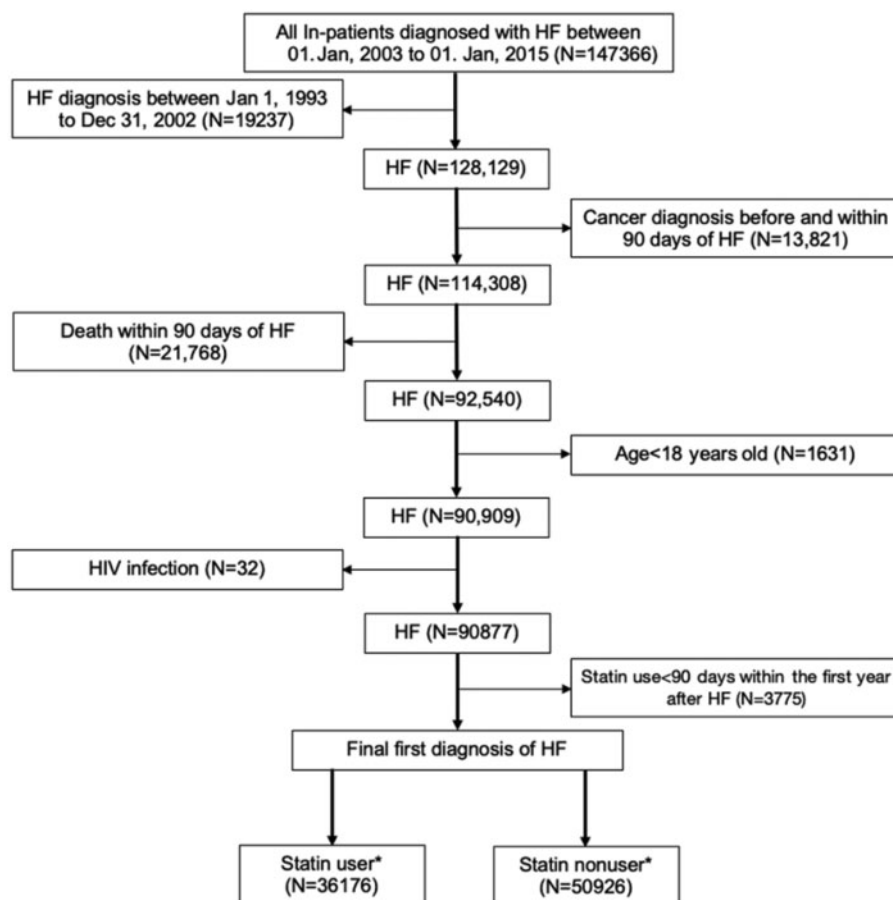 All In-patients diagnosed with HF between
01. Jan, 2003 to 01. Jan, 2015 (N=147366)
HF diagnosis between Jan 1, 1993
to Dec 31, 2002 (N=19237)
HF (N=128,129)
Cancer diagnosis before and within
90 days of HF (N=13,821)
HF (N=114,308)
Death within 90 days of HF
(N=21,768)
HF (N=92,540)
Age<18 years old (N=1631)
HF (N=90,909)
HIV infection (N=32)
HF (N=90877)
Statin use<90 days within the first year
after HF (N=3775)
Final first diagnosis of HF
Statin user*
(N=36176)
Statin nonuser*
(N=50926)